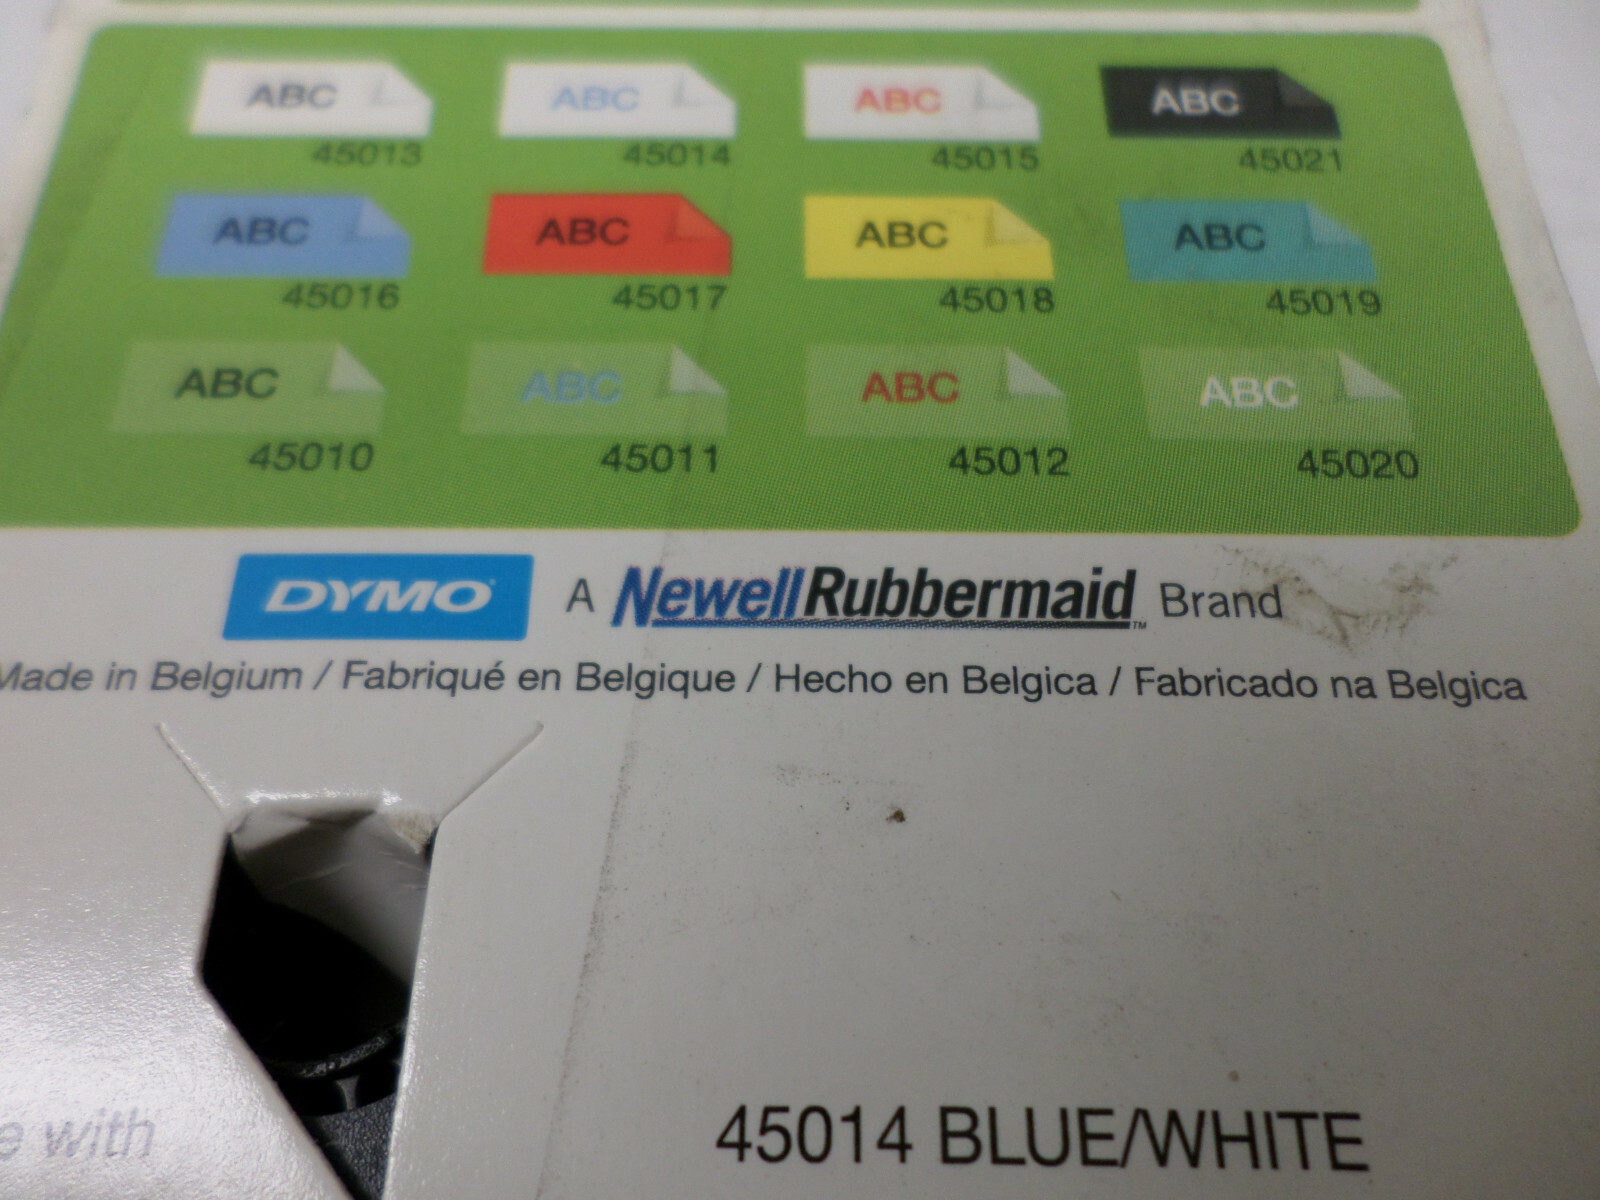 ABC ABC ABC ABC
45013 45014 45015 45021
ABC ABC ABC ABC
45016 45017 45018 45019
ABC ABC ABC ABC
45010 45011 45012 45020
DYMO A NewellRubbermaid™ Brand
Made in Belgium / Fabriqué en Belgique / Hecho en Belgica / Fabricado na Belgica
with
45014 BLUE/WHITE